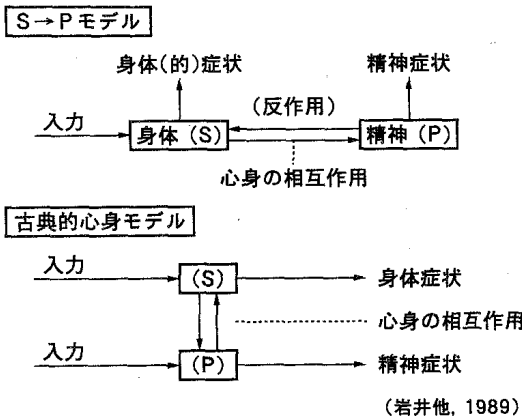 S→Pモデル
身体(的)症状
精神症状
(反作用)
入力
身体（S）
精神（P）
心身の相互作用
古典的心身モデル
入力
(S)
身体症状
心身の相互作用
入力
(P)
精神症状
(岩井他, 1989)